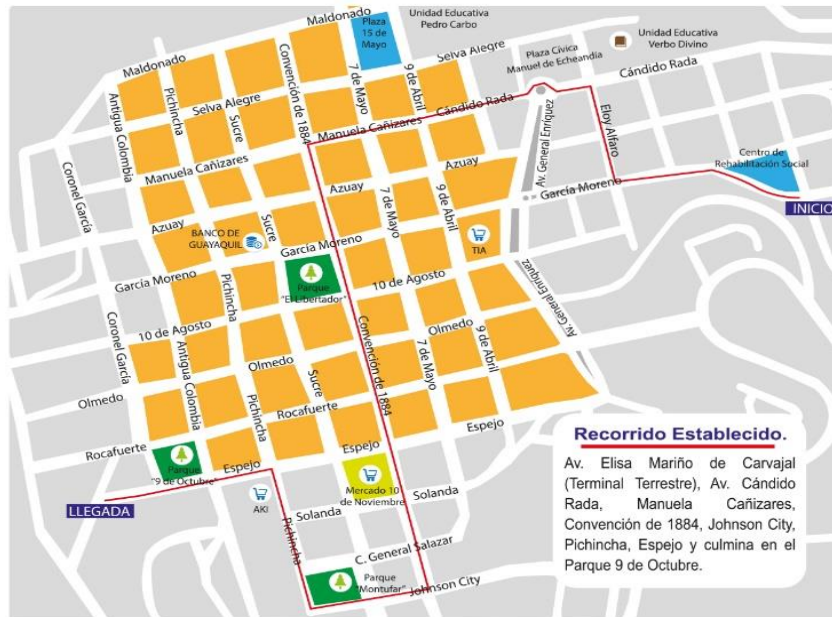 Maldonado
Unidad Educativa
Pedro Carbo
Plaza
15 de
Mayo
Unidad Educativa
Verbo Divino
Plaza Cívica
Manuel de Echeandia
Maldonado
Convención de 1884
7 de Mayo
9 de Abril
Selva Alegre
Cándido Rada
Pichincha
Antigua Colombia
Selva Alegre
Sucre
Manuela Cañizares
Cándido Rada
Av. General Enríquez
Eloy Alfaro
Coronel García
Manuela Cañizares
Azuay
Centro de
Rehabilitación Social
Azuay
7 de Mayo
9 de Abril
García Moreno
INICIO
Azuay
BANCO DE
GUAYAQUIL
Sucre
García Moreno
TIA
García Moreno
Pichincha
Parque
"El Libertador"
10 de Agosto
Av. General Enríquez
Coronel García
10 de Agosto
Convención de 1884
Olmedo
Antigua Colombia
Olmedo
Sucre
7 de Mayo
9 de Abril
Olmedo
Pichincha
Rocafuerte
Espejo
Rocafuerte
Espejo
Parque
"9 de Octubre"
Espejo
LLEGADA
AKI
Mercado 10
de Noviembre
Solanda
Solanda
Pichincha
C. General Salazar
Parque
"Montufar"
Johnson City
Recorrido Establecido.
Av. Elisa Mariño de Carvajal
(Terminal Terrestre), Av. Cándido
Rada, Manuela Cañizares,
Convención de 1884, Johnson City,
Pichincha, Espejo y culmina en el
Parque 9 de Octubre.